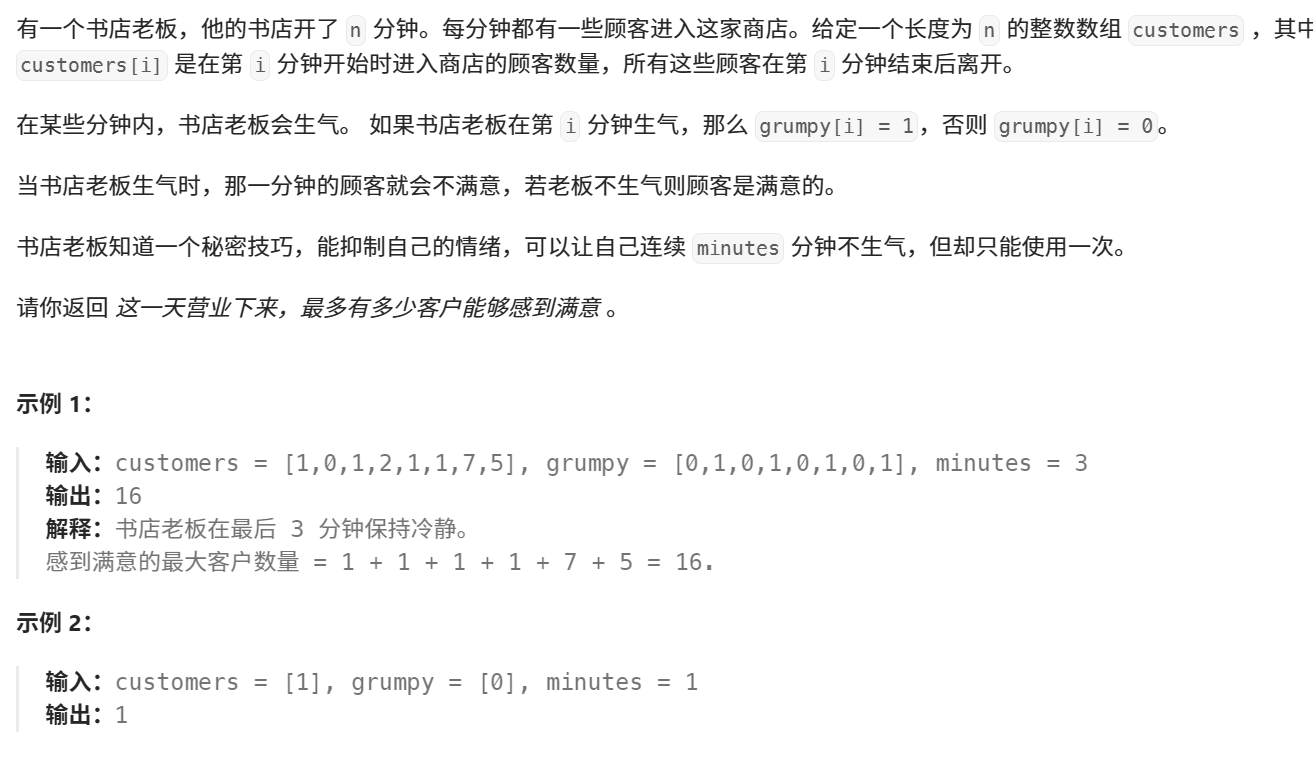 有一个书店老板，他的书店开了 n 分钟。每分钟都有一些顾客进入这家商店。给定一个长度为 n 的整数数组 customers ，其中
customers[i] 是在第 i 分钟开始时进入商店的顾客数量，所有这些顾客在第 i 分钟结束后离开。
在某些分钟内，书店老板会生气。 如果书店老板在第 i 分钟生气，那么 grumpy[i] = 1，否则 grumpy[i] = 0。
当书店老板生气时，那一分钟的顾客就会不满意，若老板不生气则顾客是满意的。
书店老板知道一个秘密技巧，能抑制自己的情绪，可以让自己连续 minutes 分钟不生气，但却只能使用一次。
请你返回 这一天营业下来，最多有多少客户能够感到满意 。
示例 1：
输入：customers = [1,0,1,2,1,1,7,5], grumpy = [0,1,0,1,0,1,0,1], minutes = 3
输出：16
解释：书店老板在最后 3 分钟保持冷静。
感到满意的最大客户数量 = 1 + 1 + 1 + 1 + 7 + 5 = 16.
示例 2：
输入：customers = [1], grumpy = [0], minutes = 1
输出：1